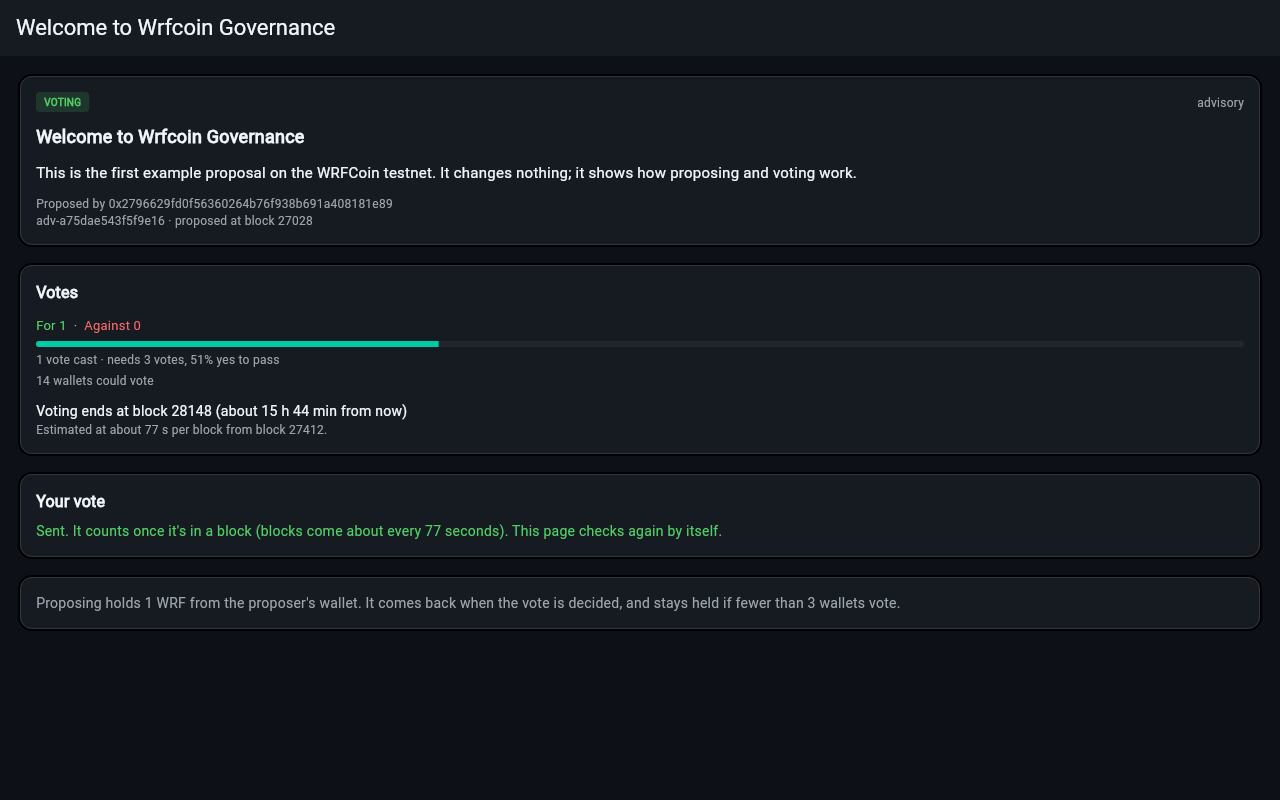 Welcome to Wrfcoin Governance
VOTING
advisory
Welcome to Wrfcoin Governance
This is the first example proposal on the WRFCoin testnet. It changes nothing; it shows how proposing and voting work.
Proposed by 0x2796629fd0f56360264b76f938b691a408181e89
adv-a75dae543f5f9e16 · proposed at block 27028
Votes
For 1 · Against 0
1 vote cast · needs 3 votes, 51% yes to pass
14 wallets could vote
Voting ends at block 28148 (about 15 h 44 min from now)
Estimated at about 77 s per block from block 27412.
Your vote
Sent. It counts once it's in a block (blocks come about every 77 seconds). This page checks again by itself.
Proposing holds 1 WRF from the proposer's wallet. It comes back when the vote is decided, and stays held if fewer than 3 wallets vote.